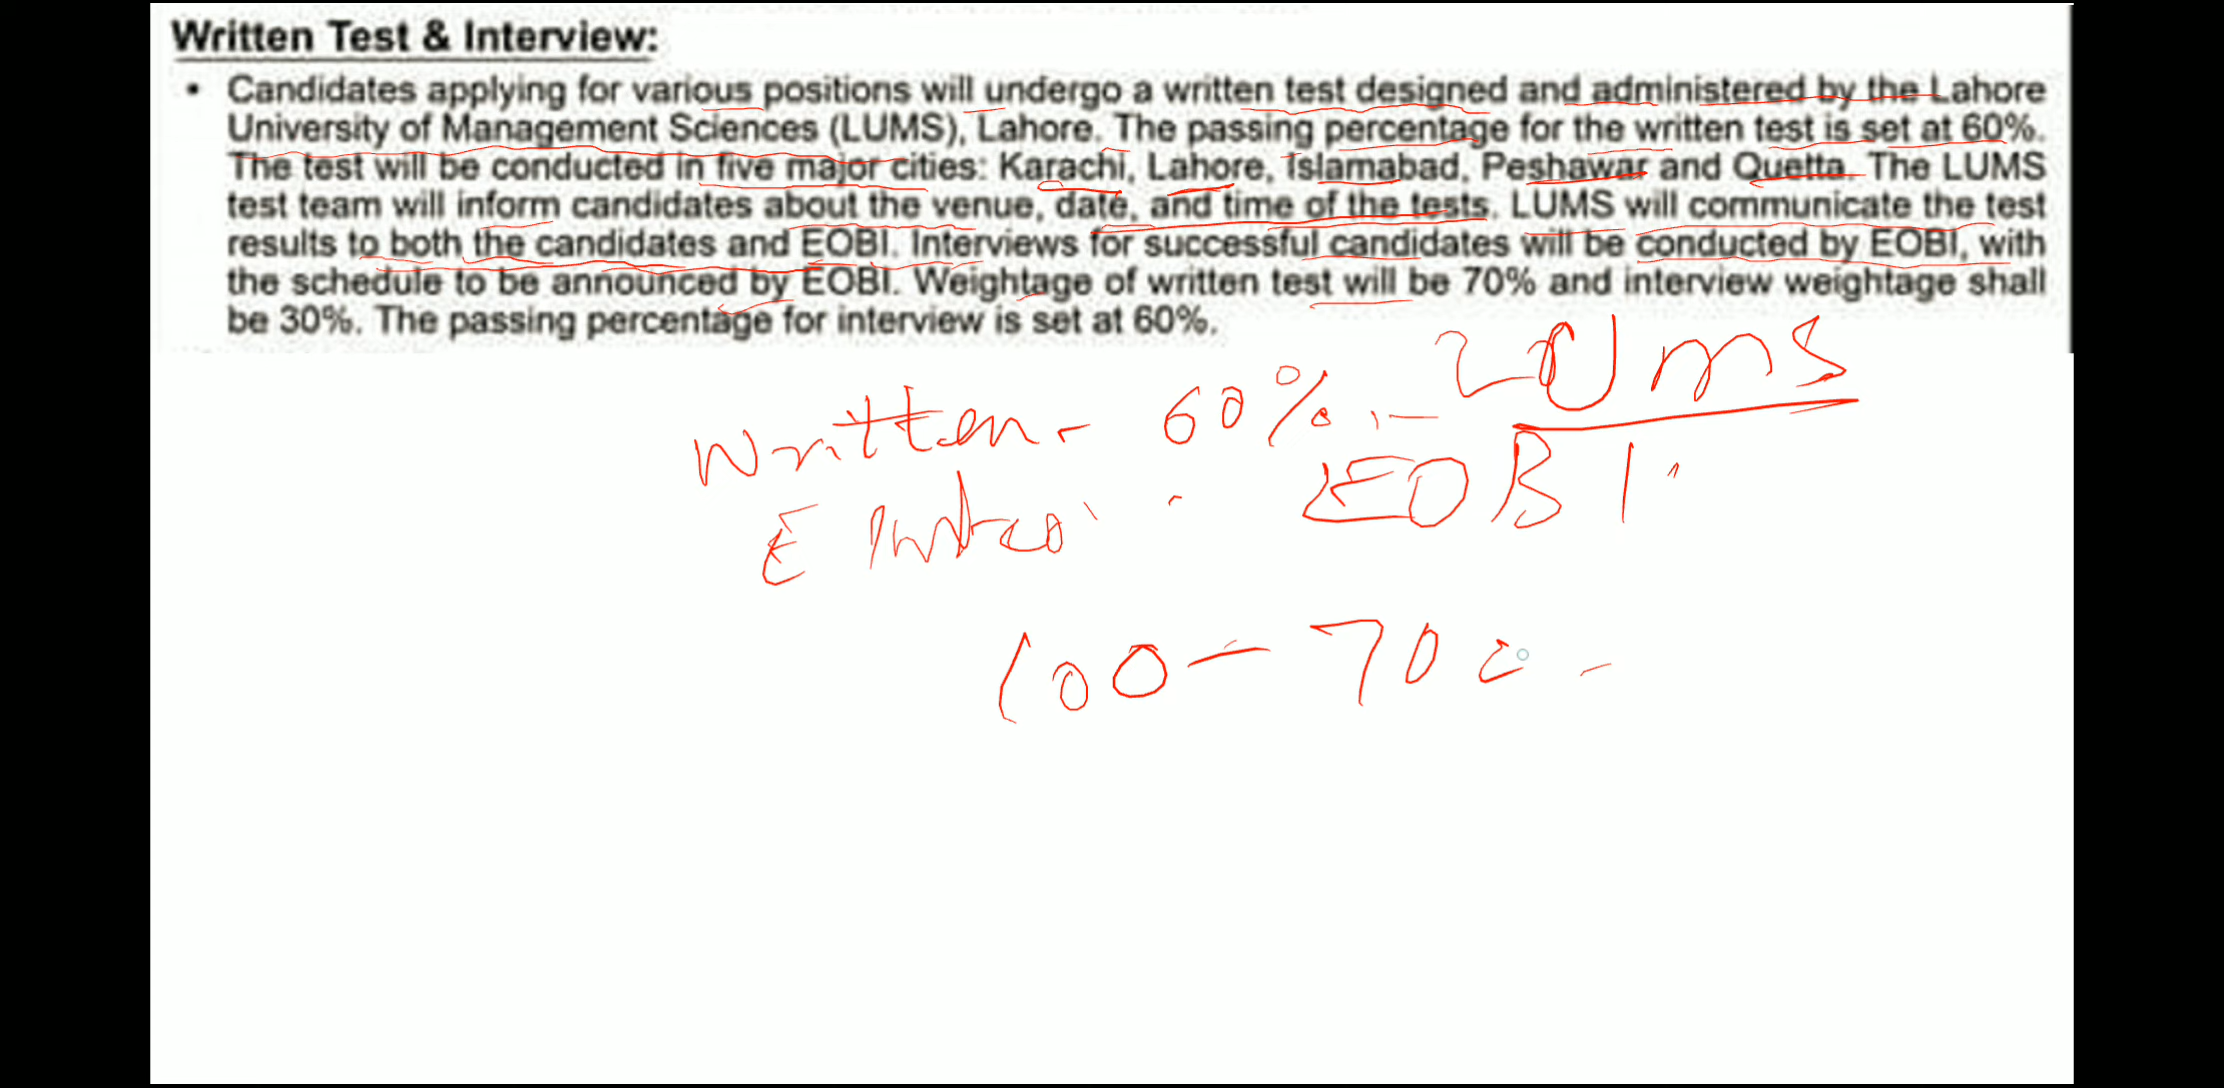 Written Test & Interview:
• Candidates applying for various positions will undergo a written test designed and administered by the Lahore
University of Management Sciences (LUMS), Lahore. The passing percentage for the written test is set at 60%.
The test will be conducted in five major cities: Karachi, Lahore, Islamabad, Peshawar and Quetta. The LUMS
test team will inform candidates about the venue, date, and time of the tests. LUMS will communicate the test
results to both the candidates and EOBI. Interviews for successful candidates will be conducted by EOBI, with
the schedule to be announced by EOBI. Weightage of written test will be 70% and interview weightage shall
be 30%. The passing percentage for interview is set at 60%.
Written - 60% - LUms
EOBI
100 - 70